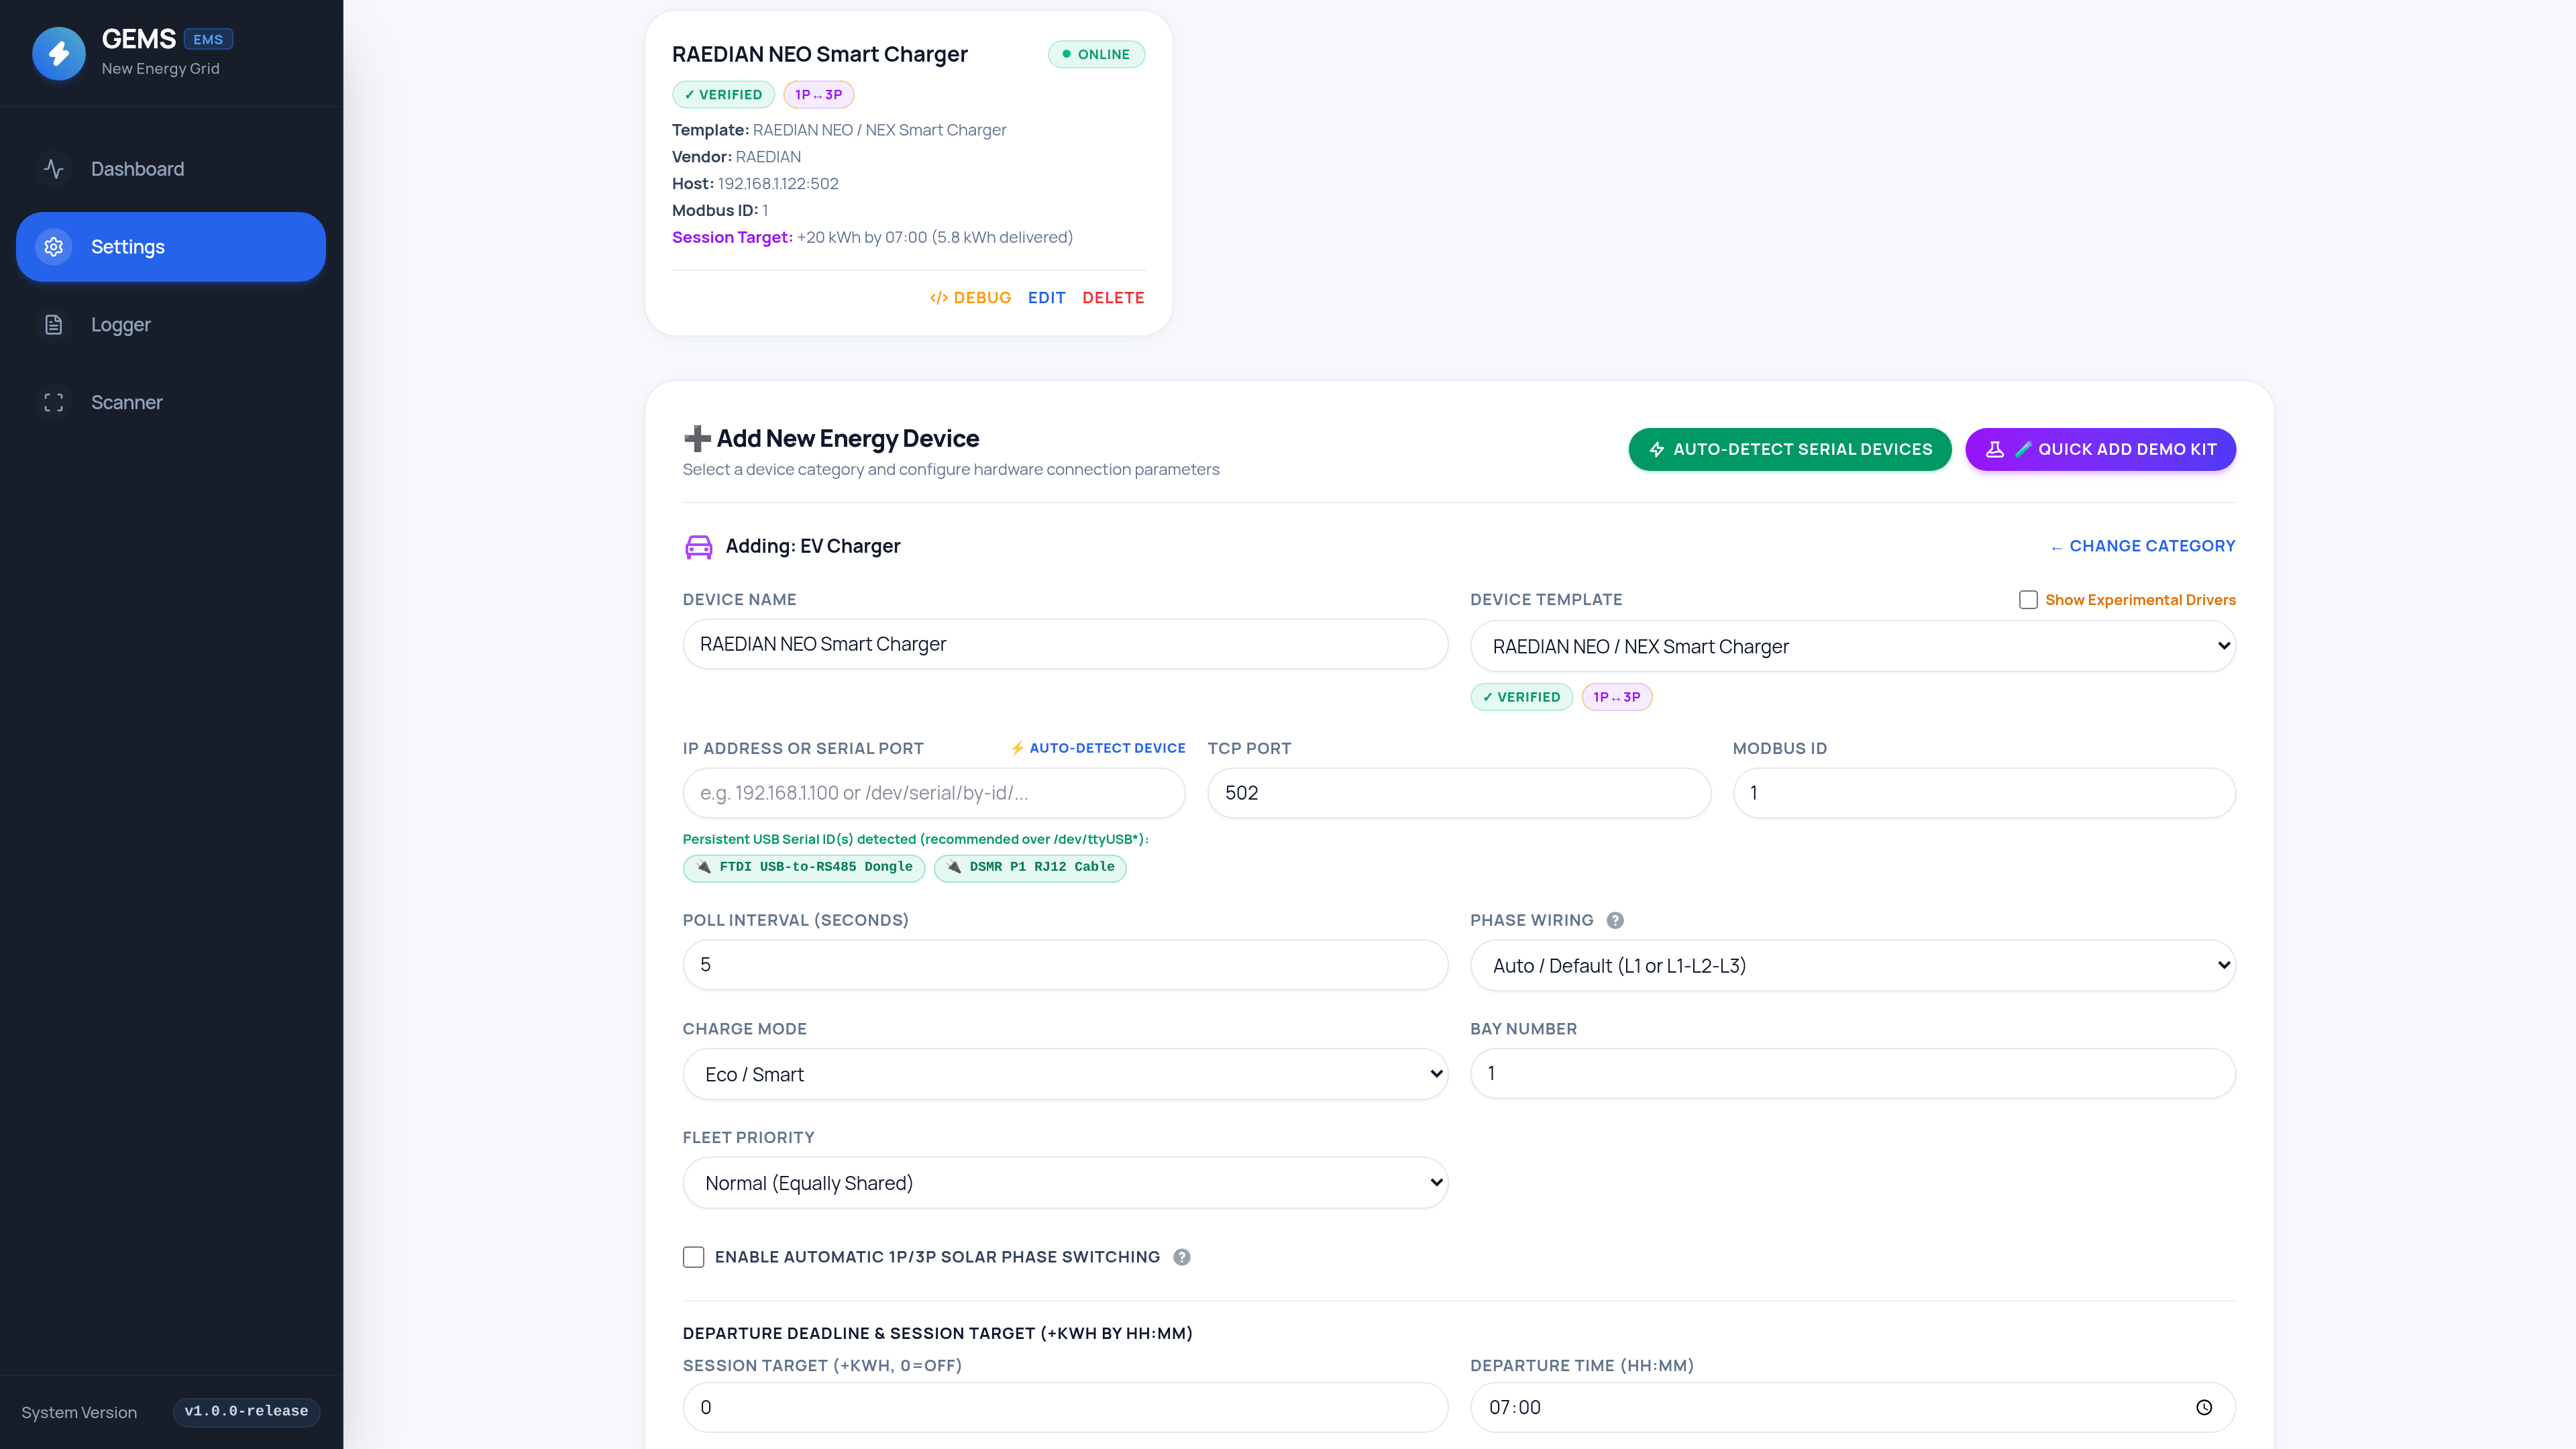 GEMS EMS
New Energy Grid
Dashboard
Settings
Logger
Scanner
System Version v1.0.0-release
RAEDIAN NEO Smart Charger ONLINE
✓ VERIFIED 1P↔3P
Template: RAEDIAN NEO / NEX Smart Charger
Vendor: RAEDIAN
Host: 192.168.1.122:502
Modbus ID: 1
Session Target: +20 kWh by 07:00 (5.8 kWh delivered)
</> DEBUG EDIT DELETE
➕ Add New Energy Device
Select a device category and configure hardware connection parameters
AUTO-DETECT SERIAL DEVICES
🧪 QUICK ADD DEMO KIT
Adding: EV Charger
← CHANGE CATEGORY
DEVICE NAME
RAEDIAN NEO Smart Charger
DEVICE TEMPLATE
Show Experimental Drivers
RAEDIAN NEO / NEX Smart Charger
✓ VERIFIED 1P↔3P
IP ADDRESS OR SERIAL PORT
⚡ AUTO-DETECT DEVICE
e.g. 192.168.1.100 or /dev/serial/by-id/...
TCP PORT
502
MODBUS ID
1
Persistent USB Serial ID(s) detected (recommended over /dev/ttyUSB*):
🔌 FTDI USB-to-RS485 Dongle 🔌 DSMR P1 RJ12 Cable
POLL INTERVAL (SECONDS)
5
PHASE WIRING ?
Auto / Default (L1 or L1-L2-L3)
CHARGE MODE
Eco / Smart
BAY NUMBER
1
FLEET PRIORITY
Normal (Equally Shared)
ENABLE AUTOMATIC 1P/3P SOLAR PHASE SWITCHING ?
DEPARTURE DEADLINE & SESSION TARGET (+KWH BY HH:MM)
SESSION TARGET (+KWH, 0=OFF)
0
DEPARTURE TIME (HH:MM)
07:00